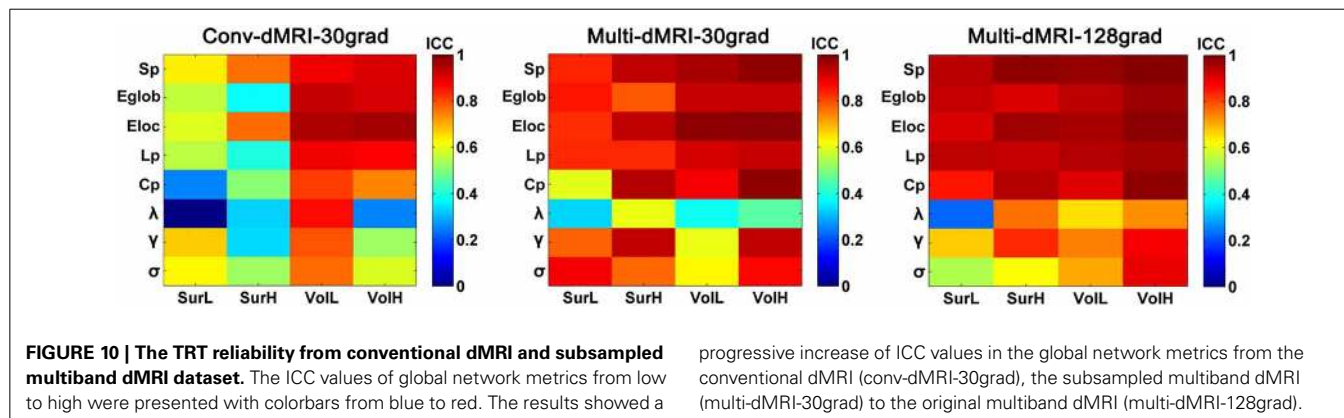 Conv-dMRI-30grad
ICC
Sp
Eglob
Eloc
Lp
Cp
λ
γ
σ
SurL SurH VolL VolH
1
0.8
0.6
0.4
0.2
0
Multi-dMRI-30grad
ICC
SurL SurH VolL VolH
1
0.8
0.6
0.4
0.2
0
Multi-dMRI-128grad
ICC
Sp
Eglob
Eloc
Lp
Cp
λ
γ
σ
SurL SurH VolL VolH
1
0.8
0.6
0.4
0.2
0
FIGURE 10 | The TRT reliability from conventional dMRI and subsampled
multiband dMRI dataset. The ICC values of global network metrics from low
to high were presented with colorbars from blue to red. The results showed a
progressive increase of ICC values in the global network metrics from the
conventional dMRI (conv-dMRI-30grad), the subsampled multiband dMRI
(multi-dMRI-30grad) to the original multiband dMRI (multi-dMRI-128grad).